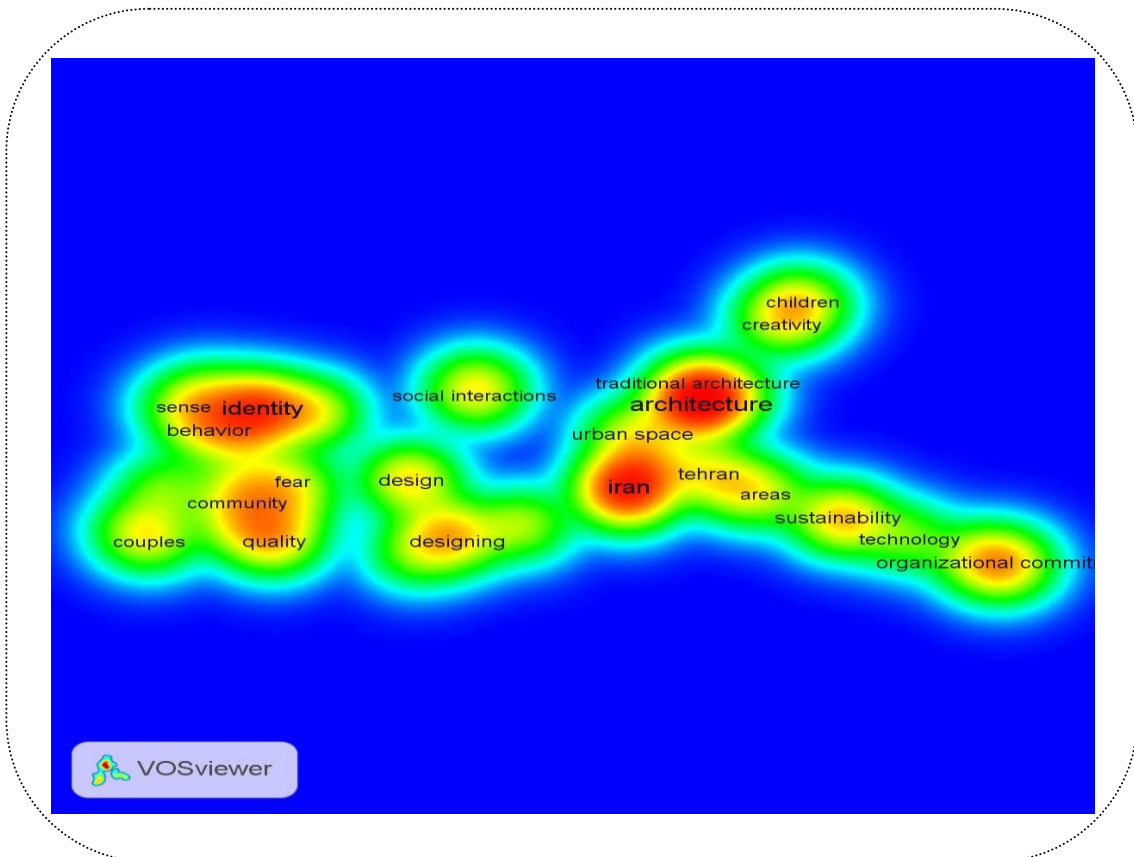 children
creativity
traditional architecture
architecture
social interactions
sense identity
behavior
urban space
fear
design
iran
tehran
areas
community
sustainability
couples
quality
designing
technology
organizational commit
VOSviewer